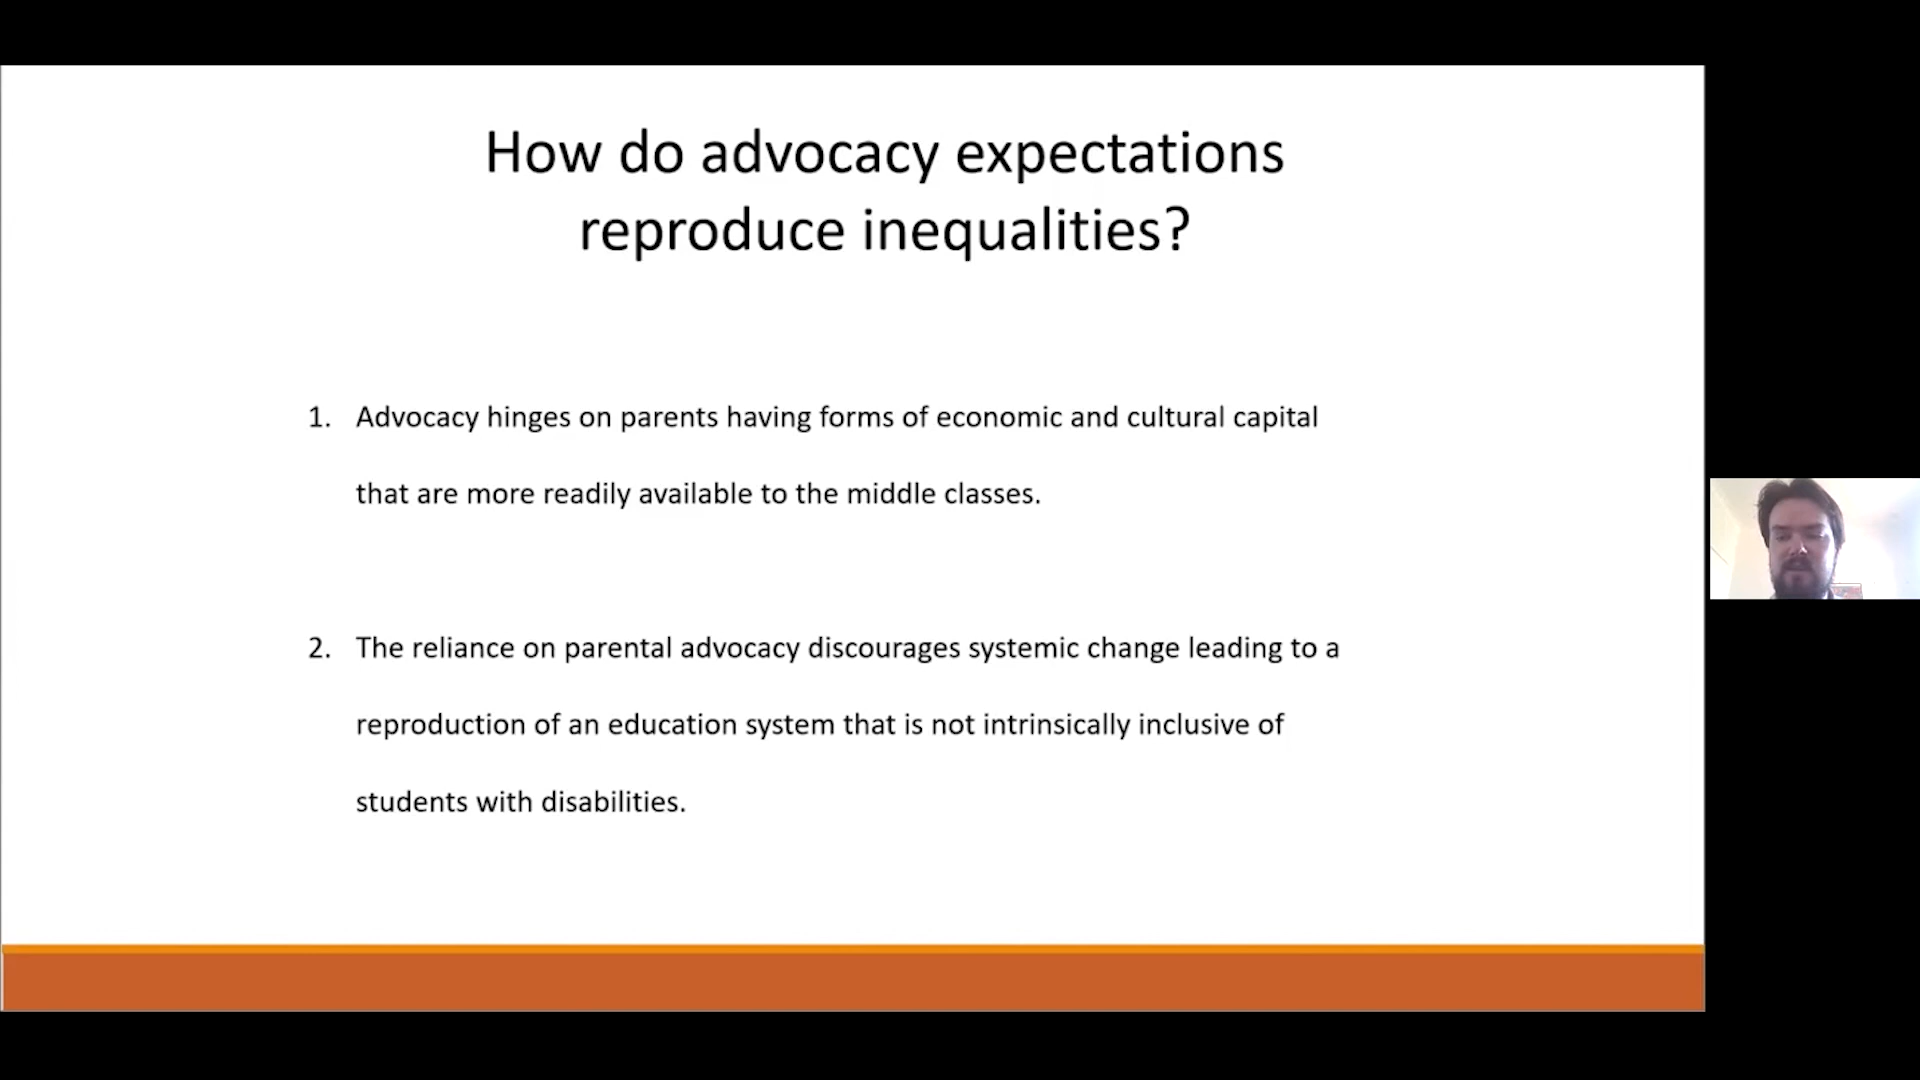 How do advocacy expectations
reproduce inequalities?
1. Advocacy hinges on parents having forms of economic and cultural capital
that are more readily available to the middle classes.
2. The reliance on parental advocacy discourages systemic change leading to a
reproduction of an education system that is not intrinsically inclusive of
students with disabilities.